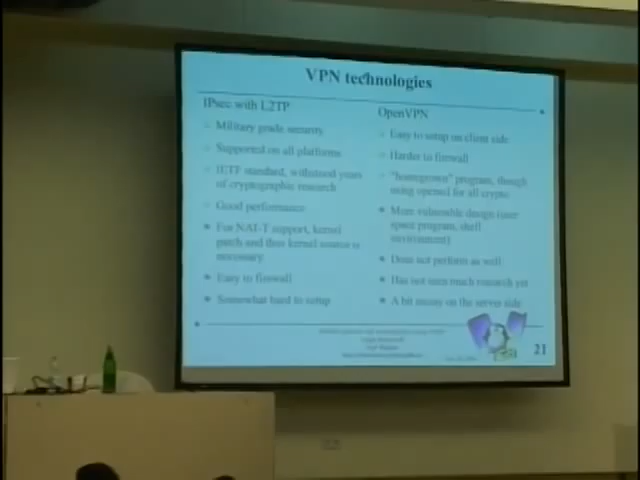 VPN technologies
IPsec with L2TP
Military grade security
Supported on all platforms
IETF standard, withstood years
of cryptographic research
Good performance
For NAT-T support, kernel
patch and thus kernel source is
necessary
Easy to firewall
Somewhat hard to setup
OpenVPN
Easy to setup on client side
Harder to firewall
"homegrown" program, though
using openssl for all crypto
More vulnerable design (user
space program, shell
environment)
Does not perform as well
Has not seen much research yet
A bit messy on the server side
21